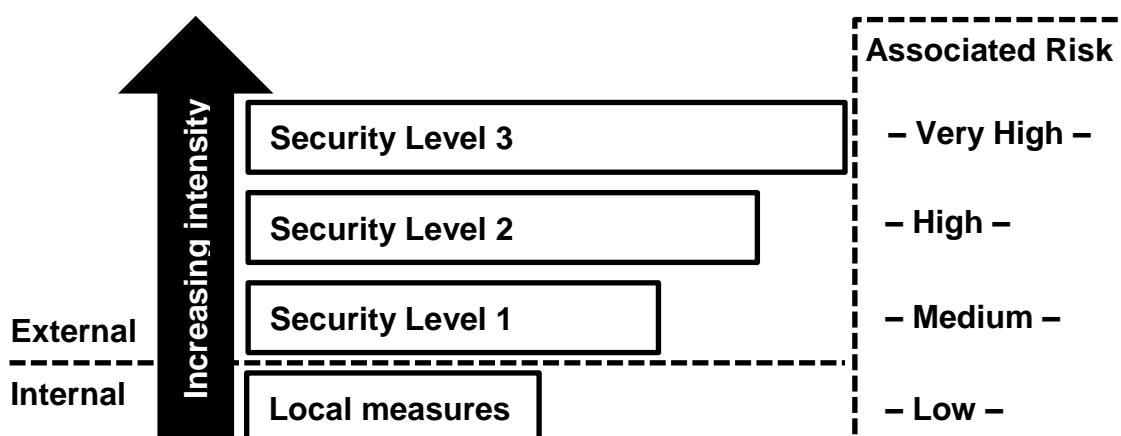 Associated Risk
Increasing intensity
Security Level 3
– Very High –
Security Level 2
– High –
Security Level 1
– Medium –
External
Internal
Local measures
– Low –